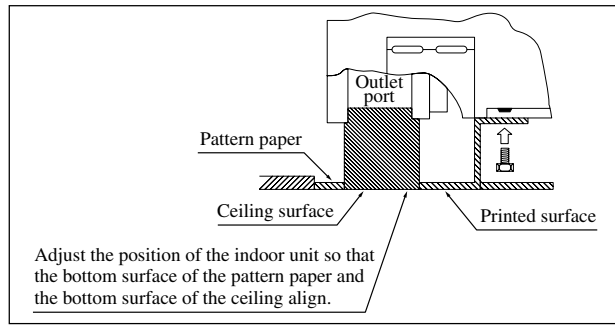 Outlet
port
Pattern paper
Ceiling surface
Printed surface
Adjust the position of the indoor unit so that
the bottom surface of the pattern paper and
the bottom surface of the ceiling align.